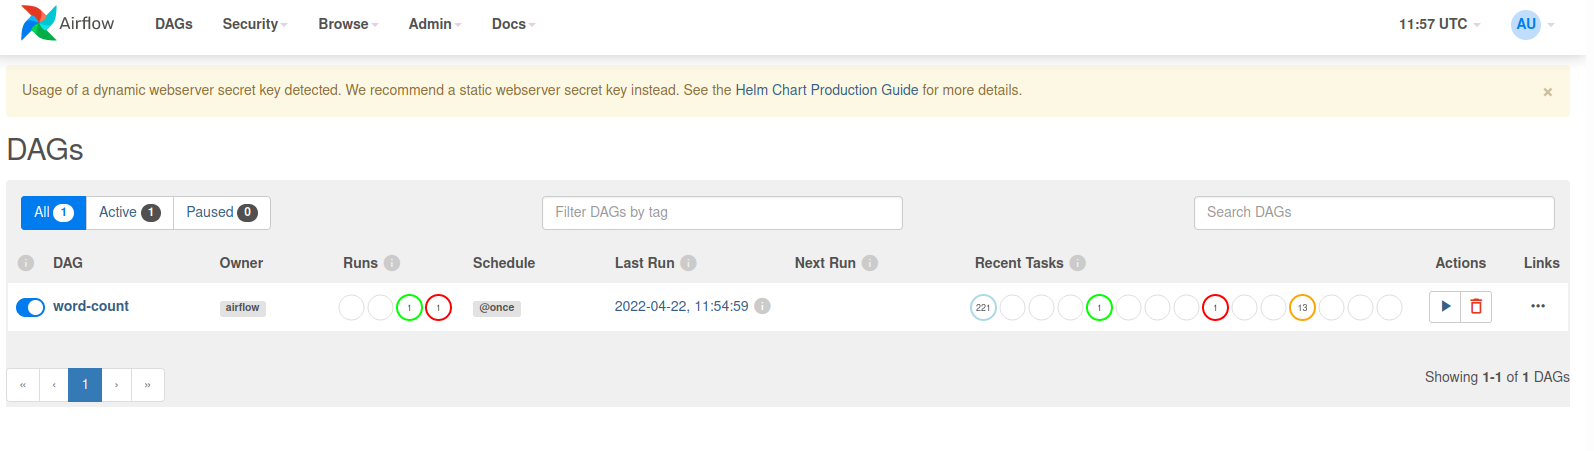 Airflow DAGs Security Browse Admin Docs 11:57 UTC AU
Usage of a dynamic webserver secret key detected. We recommend a static webserver secret key instead. See the Helm Chart Production Guide for more details. ×
DAGs
All 1 Active 1 Paused 0 Filter DAGs by tag Search DAGs
i DAG Owner Runs i Schedule Last Run i Next Run i Recent Tasks i Actions Links
word-count airflow 1 1 @once 2022-04-22, 11:54:59 i 221 1 1 13 ...
« ‹ 1 › » Showing 1-1 of 1 DAGs